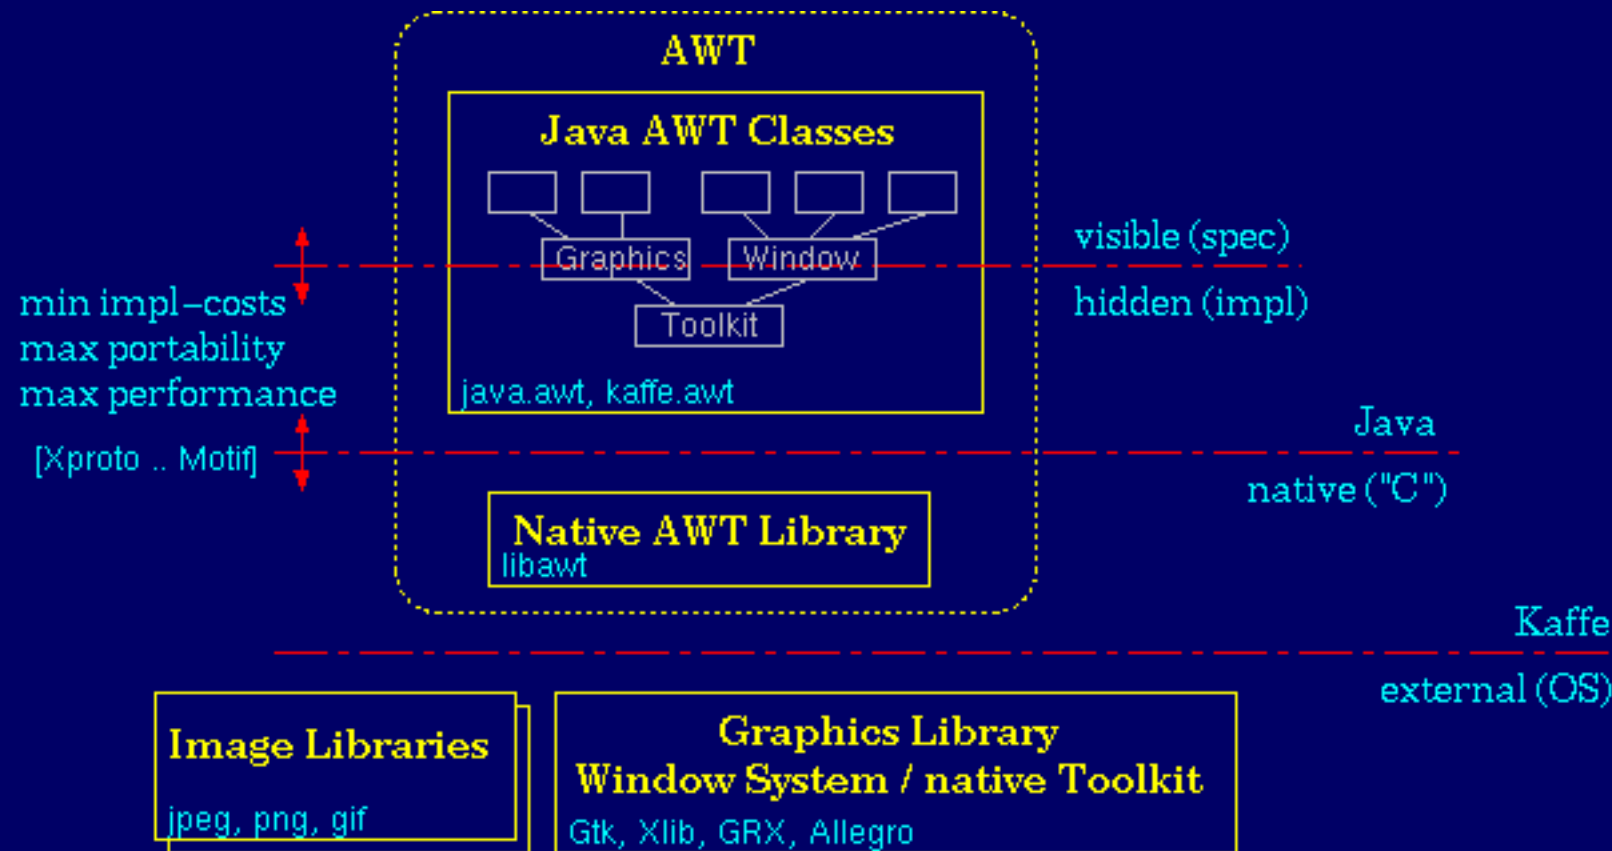 AWT
Java AWT Classes
Graphics
Window
Toolkit
java.awt, kaffe.awt
visible (spec)
hidden (impl)
min impl-costs
max portability
max performance
[Xproto .. Motif]
Java
native ("C")
Native AWT Library
libawt
Kaffe
external (OS)
Image Libraries
jpeg, png, gif
Graphics Library
Window System / native Toolkit
Gtk, Xlib, GRX, Allegro